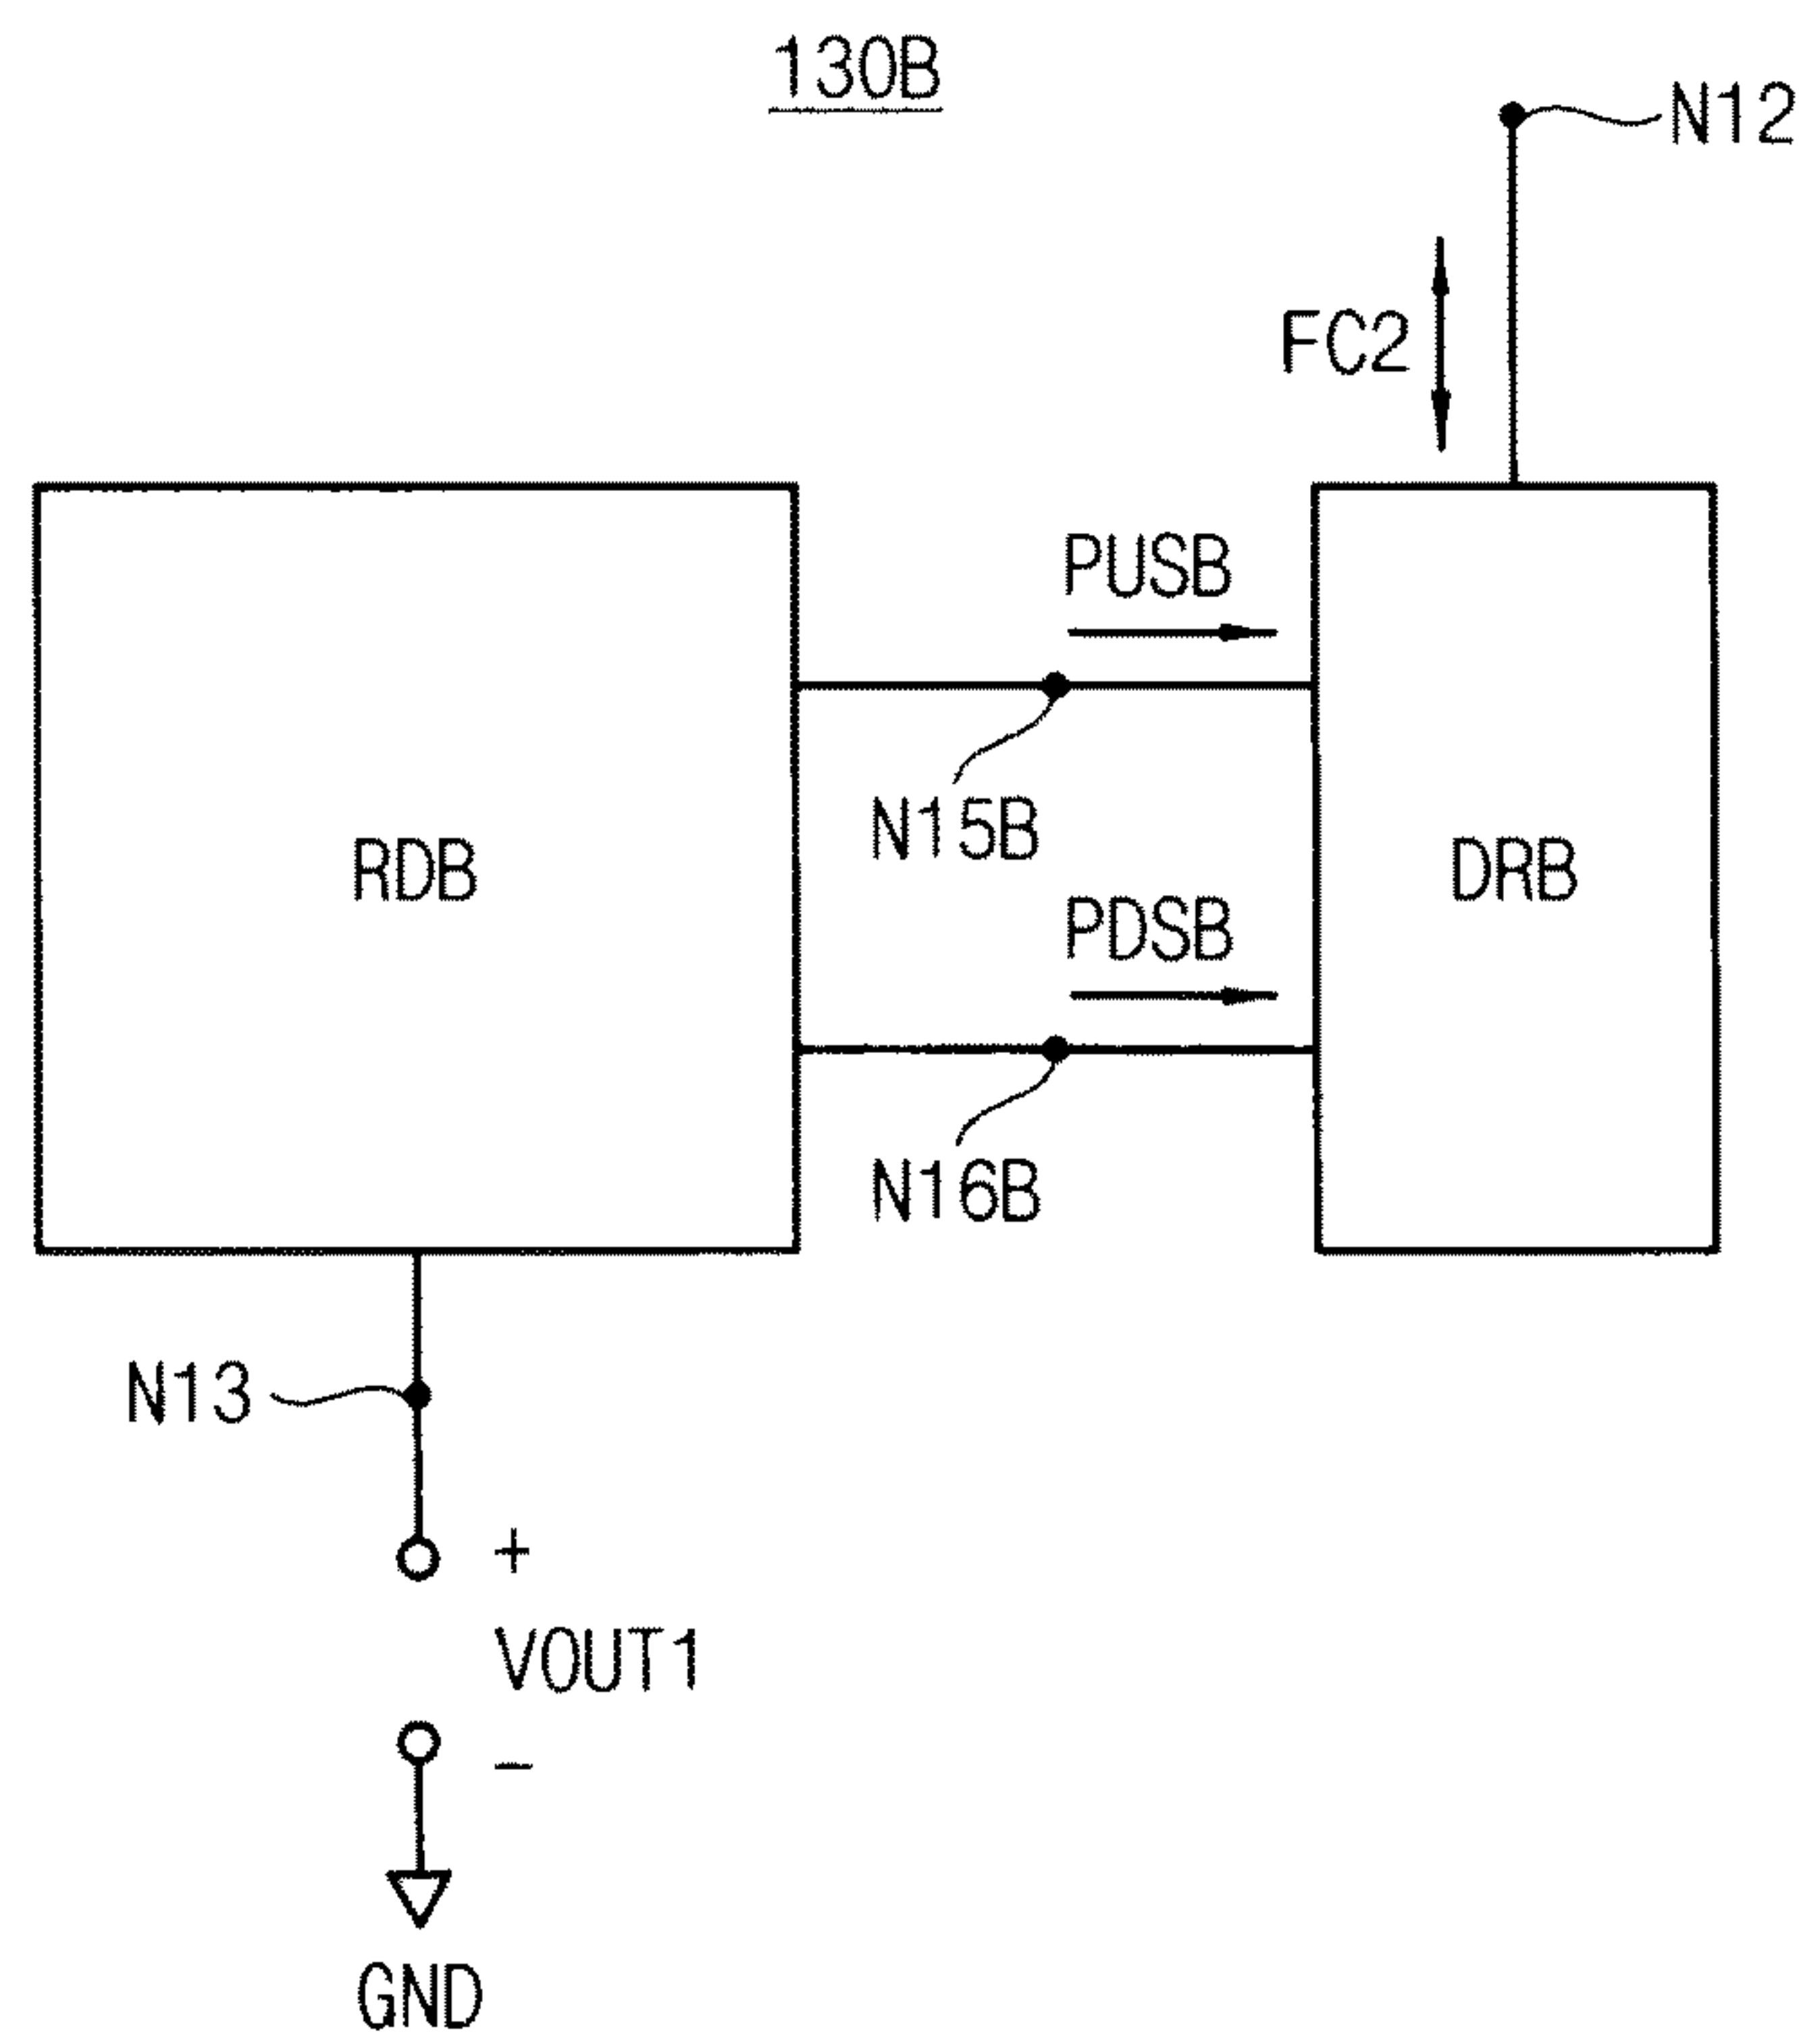 130B
N12
FC2
PUSB
N15B
RDB
DRB
PDSB
N16B
N13
+
VOUT1
−
GND